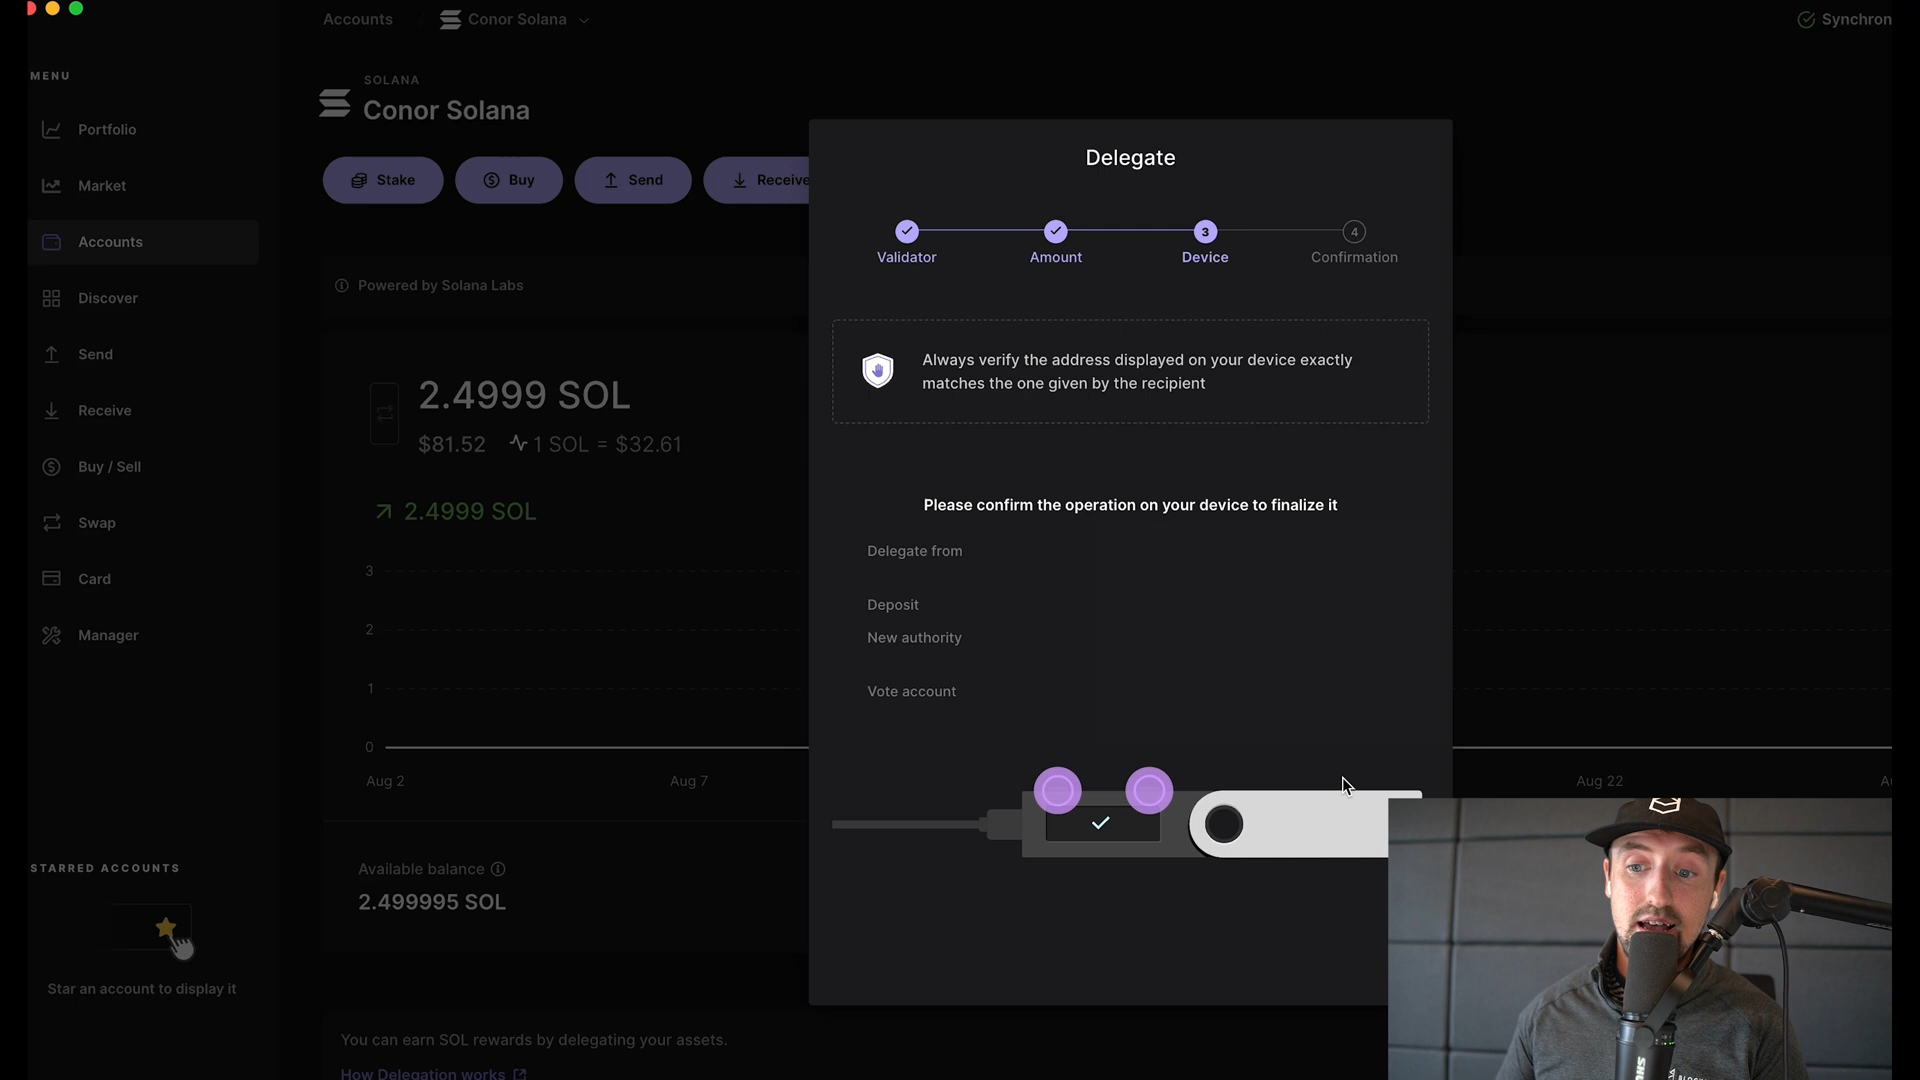 Accounts
Conor Solana
Synchron
MENU
Portfolio
Market
Accounts
Discover
Send
Receive
Buy / Sell
Swap
Card
Manager
STARRED ACCOUNTS
Star an account to display it
SOLANA
Conor Solana
Stake
Buy
Send
Receive
Powered by Solana Labs
2.4999 SOL
$81.52
1 SOL = $32.61
2.4999 SOL
3
2
1
0
Aug 2
Aug 7
Aug 22
Available balance
2.499995 SOL
You can earn SOL rewards by delegating your assets.
How Delegation works
Delegate
3
4
Validator
Amount
Device
Confirmation
Always verify the address displayed on your device exactly
matches the one given by the recipient
Please confirm the operation on your device to finalize it
Delegate from
Deposit
New authority
Vote account